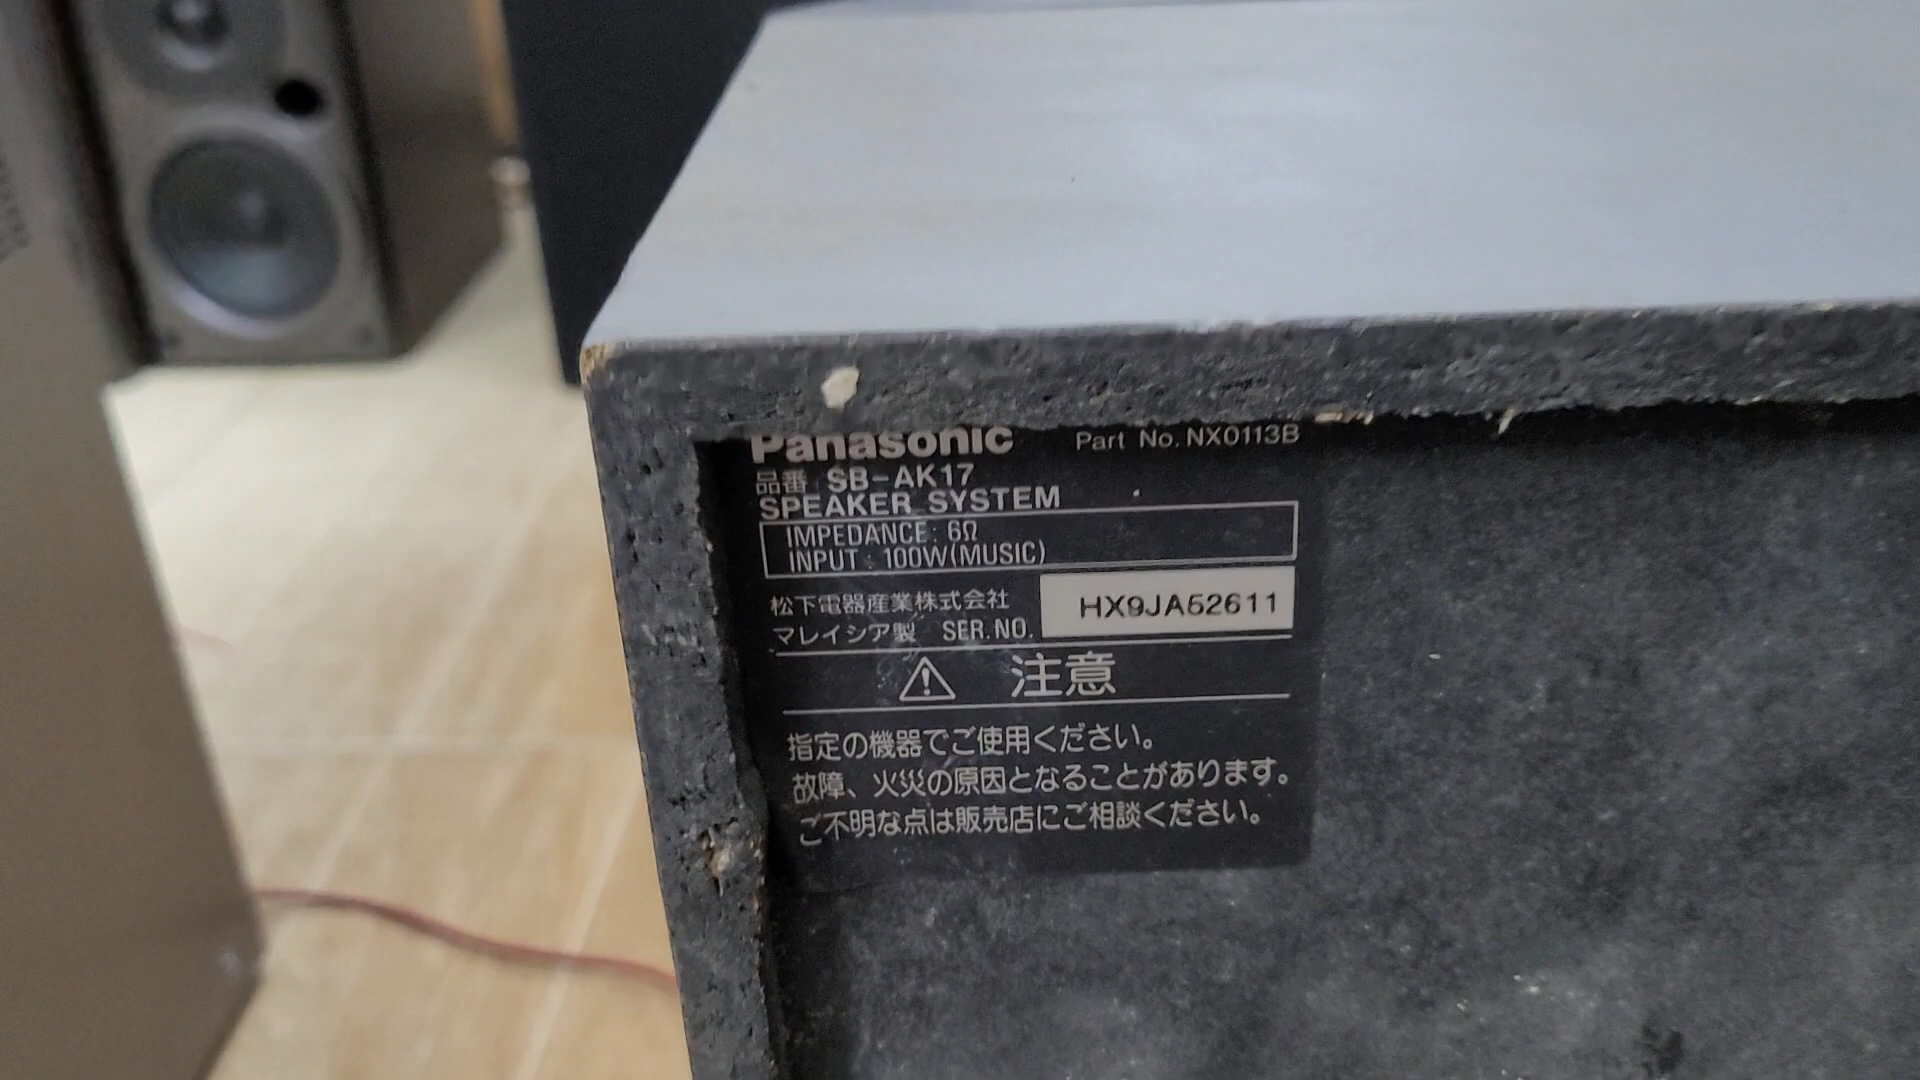 Panasonic Part No. NX0113B
品番 SB-AK17
SPEAKER SYSTEM
IMPEDANCE: 6Ω
INPUT : 100W(MUSIC)
松下電器産業株式会社
マレイシア製 SER.NO. HX9JA52611
注意
指定の機器でご使用ください。
故障、火災の原因となることがあります。
ご不明な点は販売店にご相談ください。